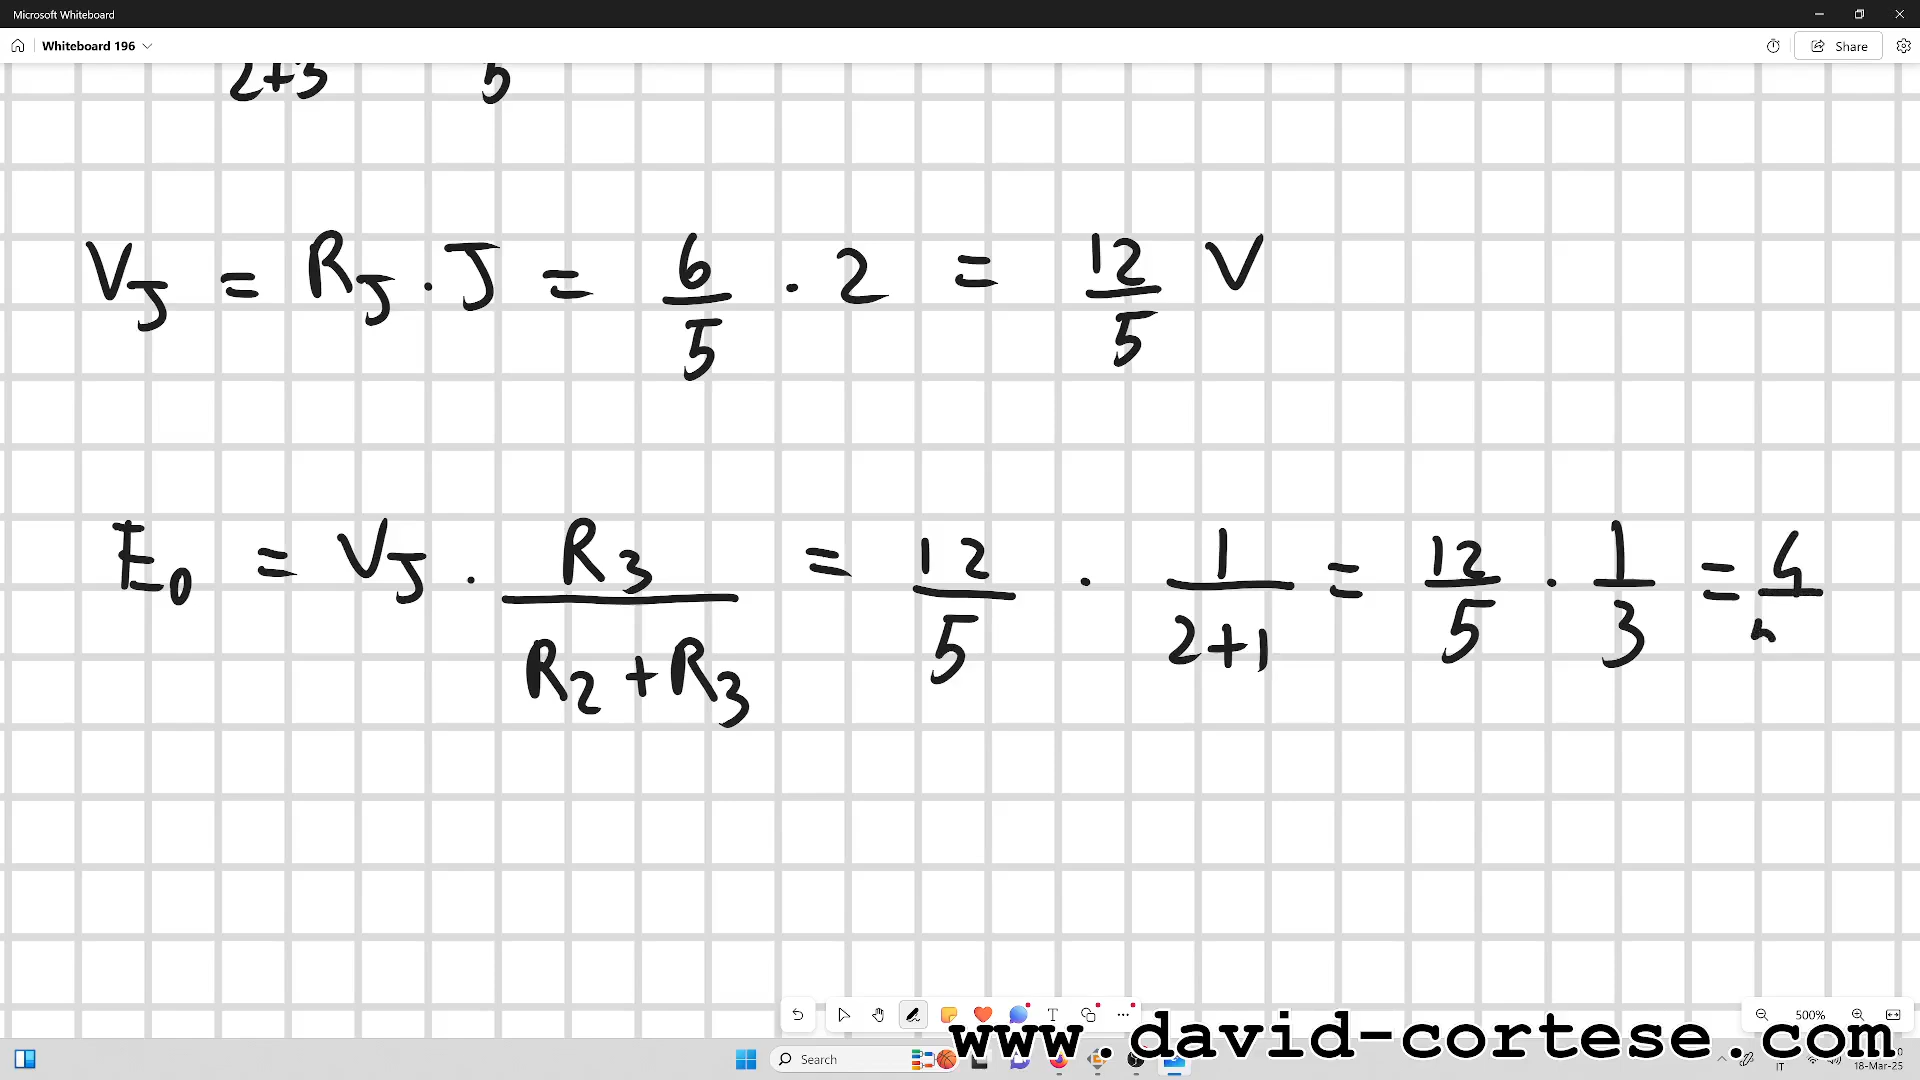 Microsoft Whiteboard
Whiteboard 196
Share
2+3 5
V_J = R_J · J = 6/5 · 2 = 12/5 V
E_0 = V_J · R_3/(R_2+R_3) = 12/5 · 1/(2+1) = 12/5 · 1/3 = 4/
500%
Search
www.david-cortese.com
IT
18-Mar-25